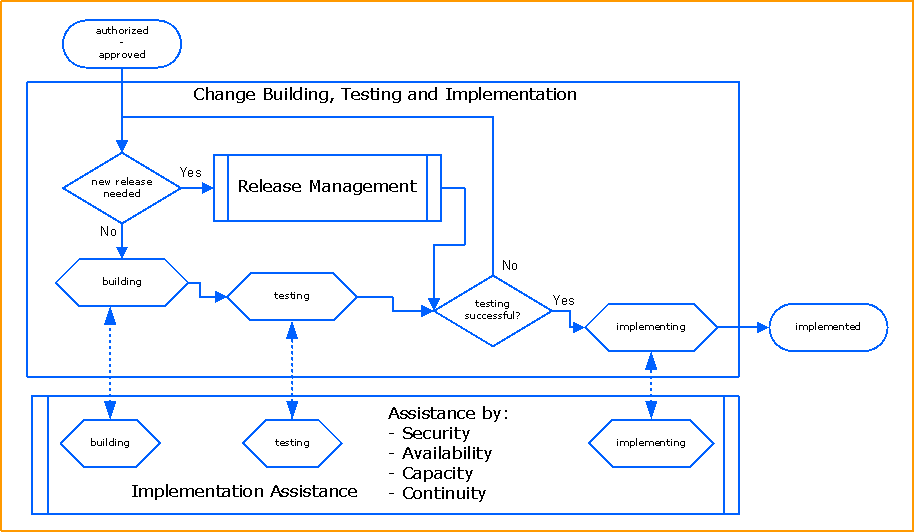 authorized
-
approved
Change Building, Testing and Implementation
new release
needed
Yes
Release Management
No
building
testing
No
testing
successful?
Yes
implementing
implemented
building
testing
Assistance by:
- Security
- Availability
- Capacity
- Continuity
implementing
Implementation Assistance